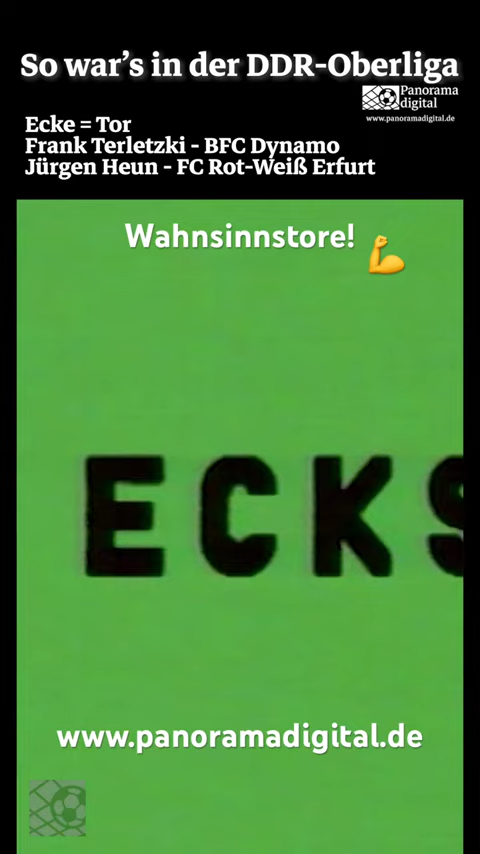 So war’s in der DDR-Oberliga
Panorama
digital
www.panoramadigital.de
Ecke = Tor
Frank Terletzki - BFC Dynamo
Jürgen Heun - FC Rot-Weiß Erfurt
Wahnsinnstore! 💪
ECKS
www.panoramadigital.de